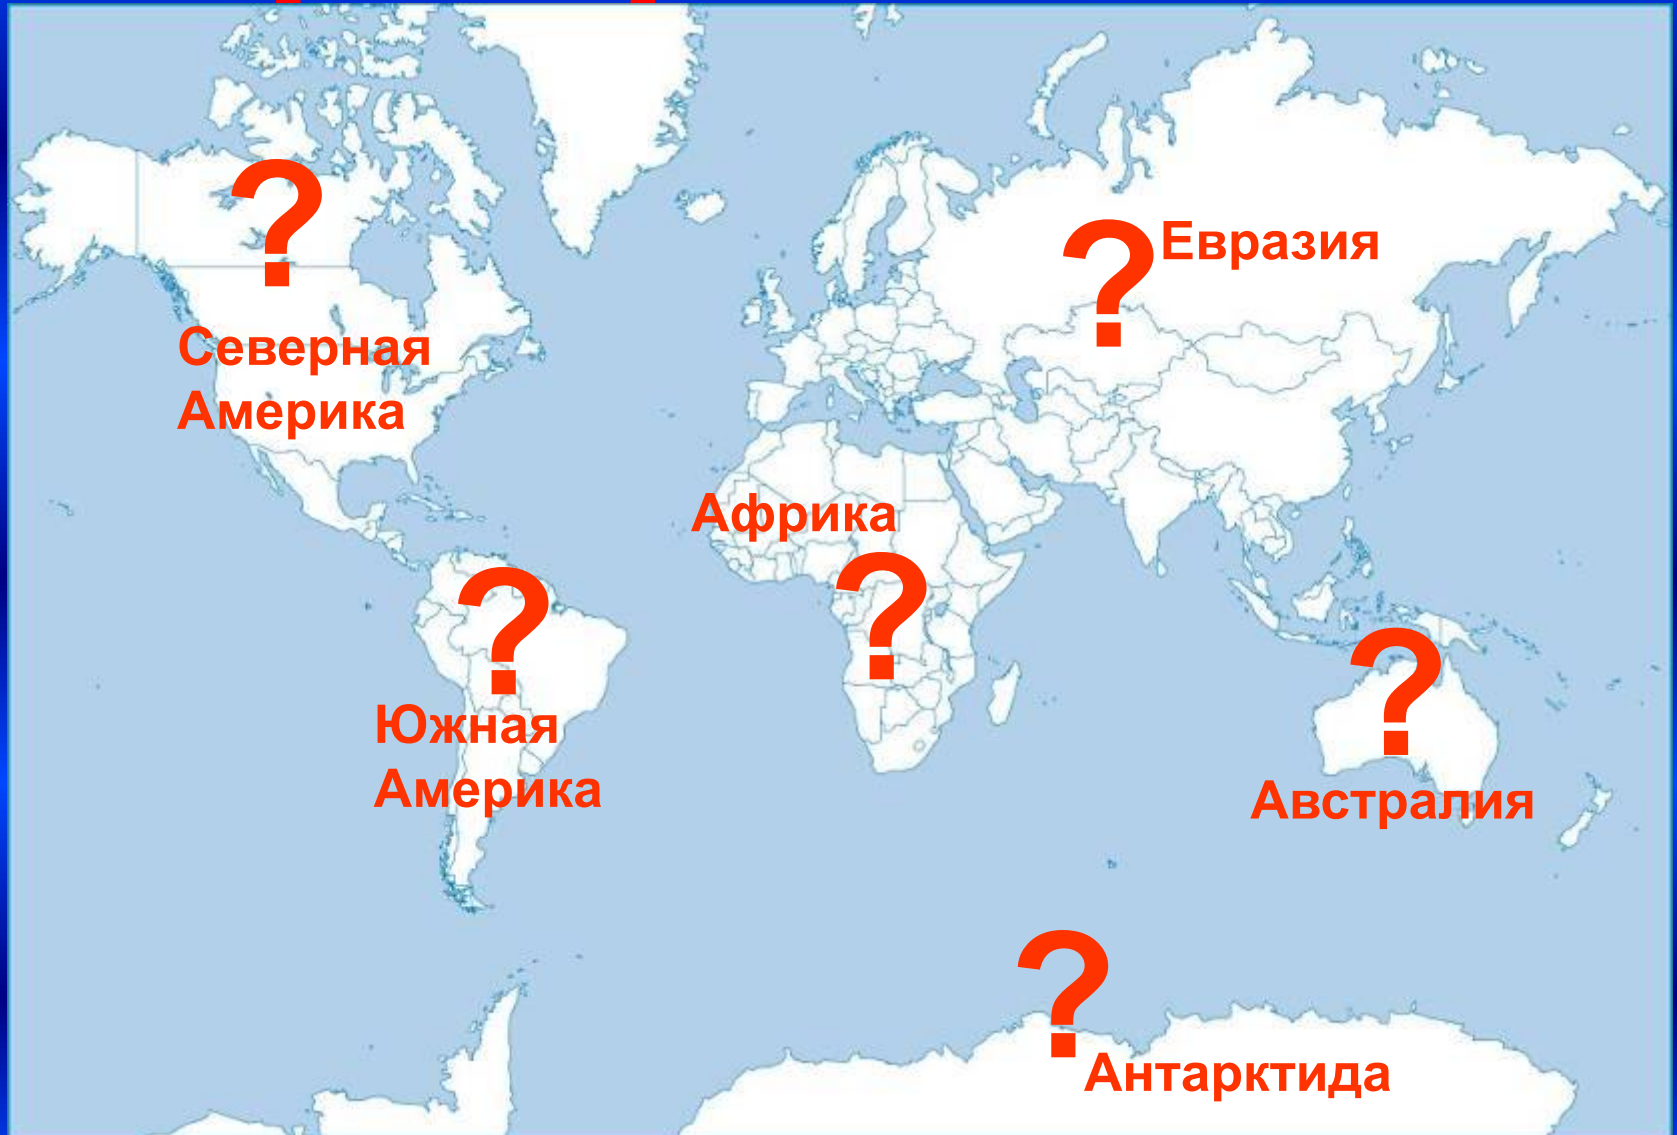 ?
Евразия
?
Северная
Америка
Африка
?
?
?
Южная
Америка
Австралия
?
Антарктида